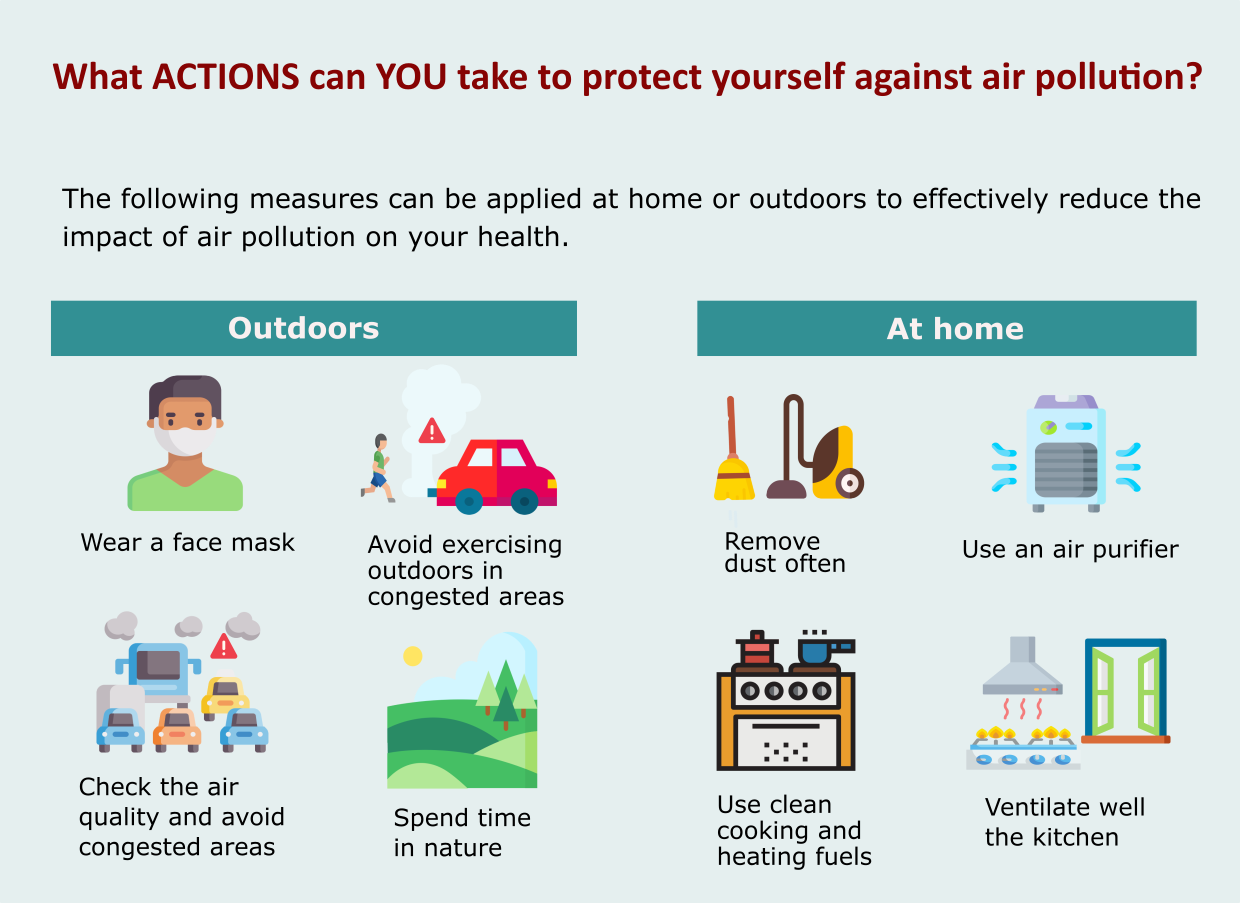 What ACTIONS can YOU take to protect yourself against air pollution?
The following measures can be applied at home or outdoors to effectively reduce the
impact of air pollution on your health.
Outdoors
Wear a face mask
Avoid exercising
outdoors in
congested areas
Check the air
quality and avoid
congested areas
Spend time
in nature
At home
Remove
dust often
Use an air purifier
Use clean
cooking and
heating fuels
Ventilate well
the kitchen